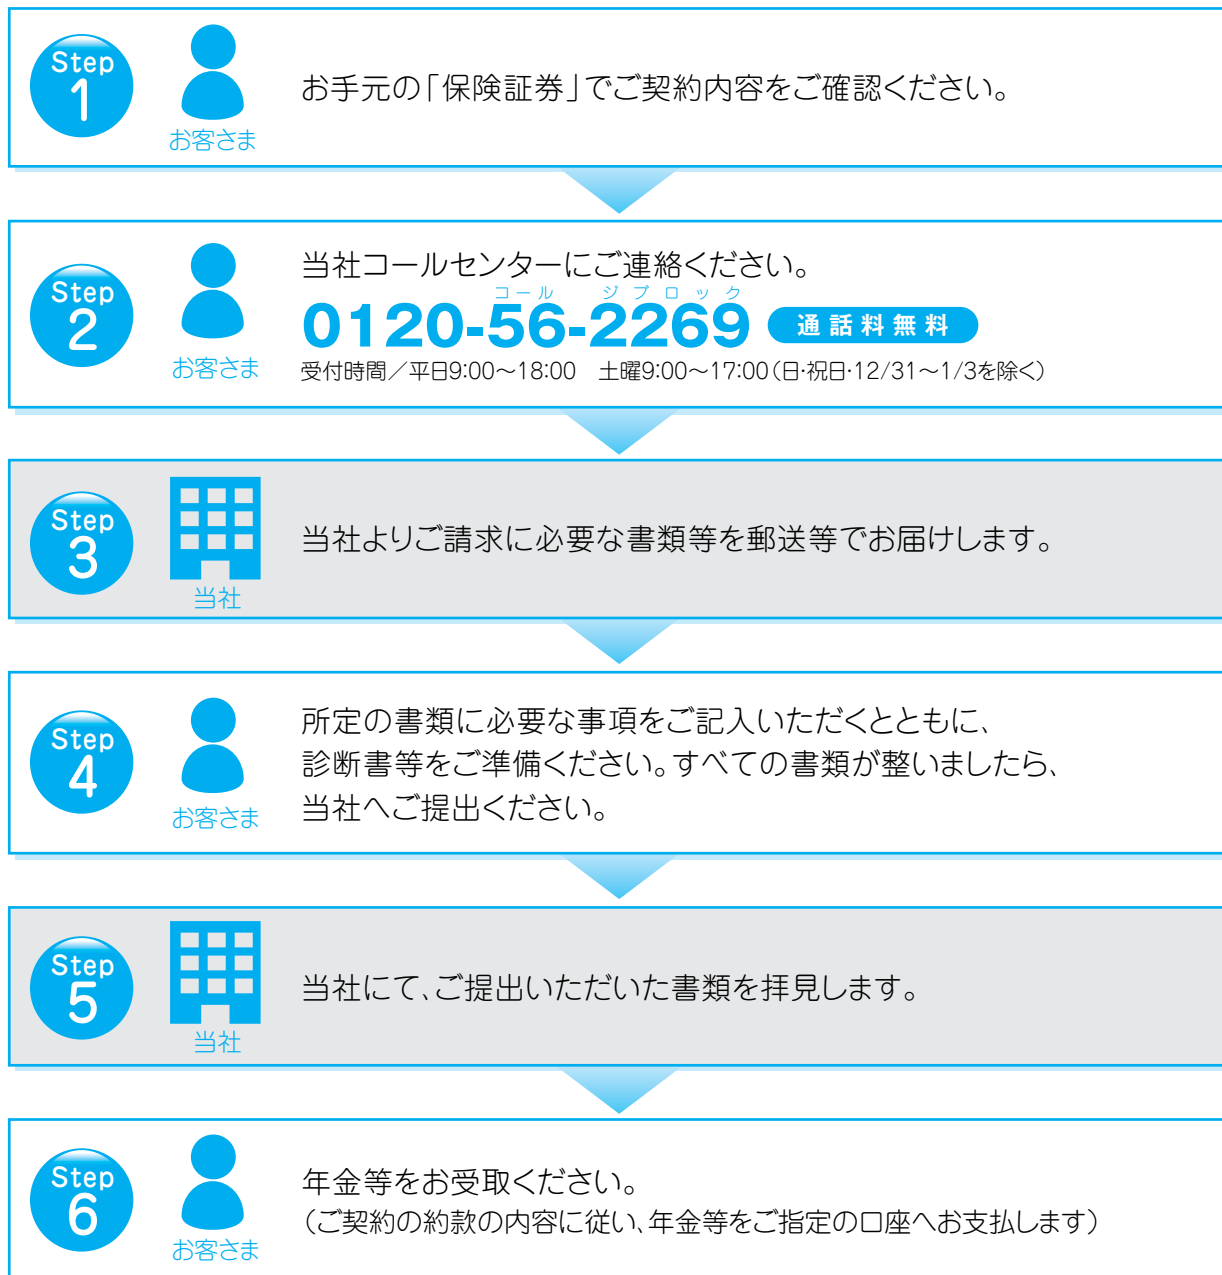 Step
1
お客さま
お手元の「保険証券」でご契約内容をご確認ください。
Step
2
お客さま
当社コールセンターにご連絡ください。
コール ジブロック
0120-56-2269 通話料無料
受付時間／平日9:00〜18:00　土曜9:00〜17:00（日・祝日・12/31〜1/3を除く）
Step
3
当社
当社よりご請求に必要な書類等を郵送等でお届けします。
Step
4
お客さま
所定の書類に必要な事項をご記入いただくとともに、
診断書等をご準備ください。すべての書類が整いましたら、
当社へご提出ください。
Step
5
当社
当社にて、ご提出いただいた書類を拝見します。
Step
6
お客さま
年金等をお受取ください。
（ご契約の約款の内容に従い、年金等をご指定の口座へお支払します）